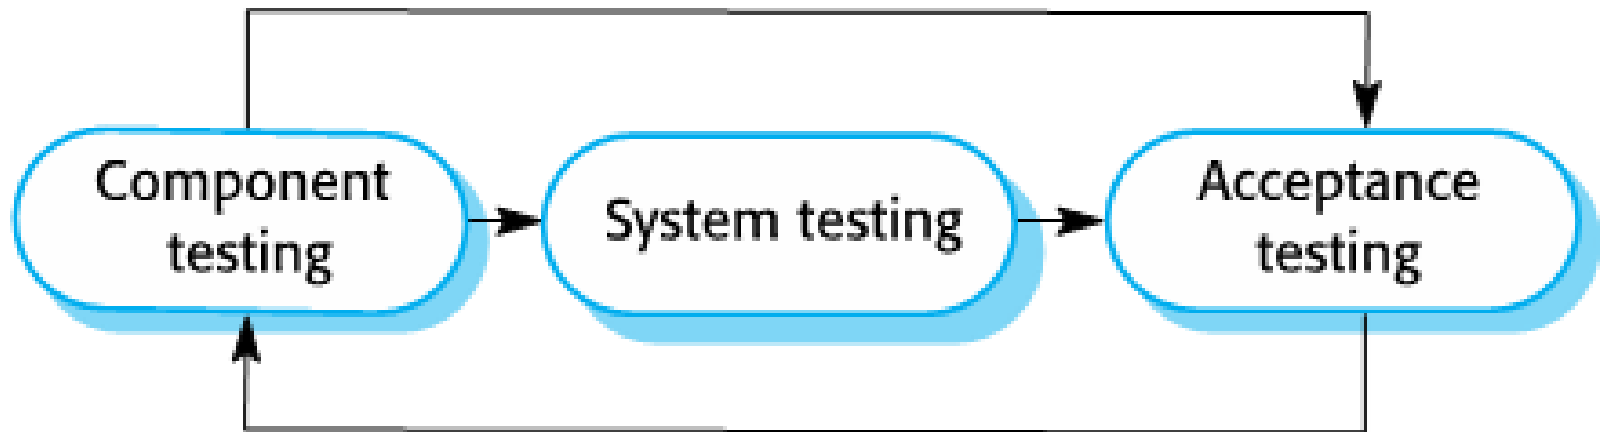 Component
testing
System testing
Acceptance
testing